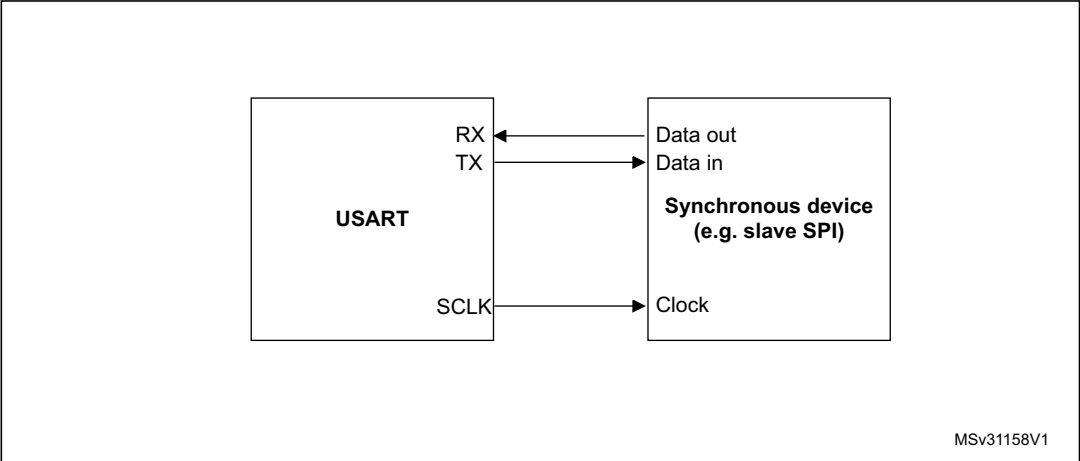 RX
TX
USART
SCLK
Data out
Data in
Synchronous device
(e.g. slave SPI)
Clock
MSv31158V1